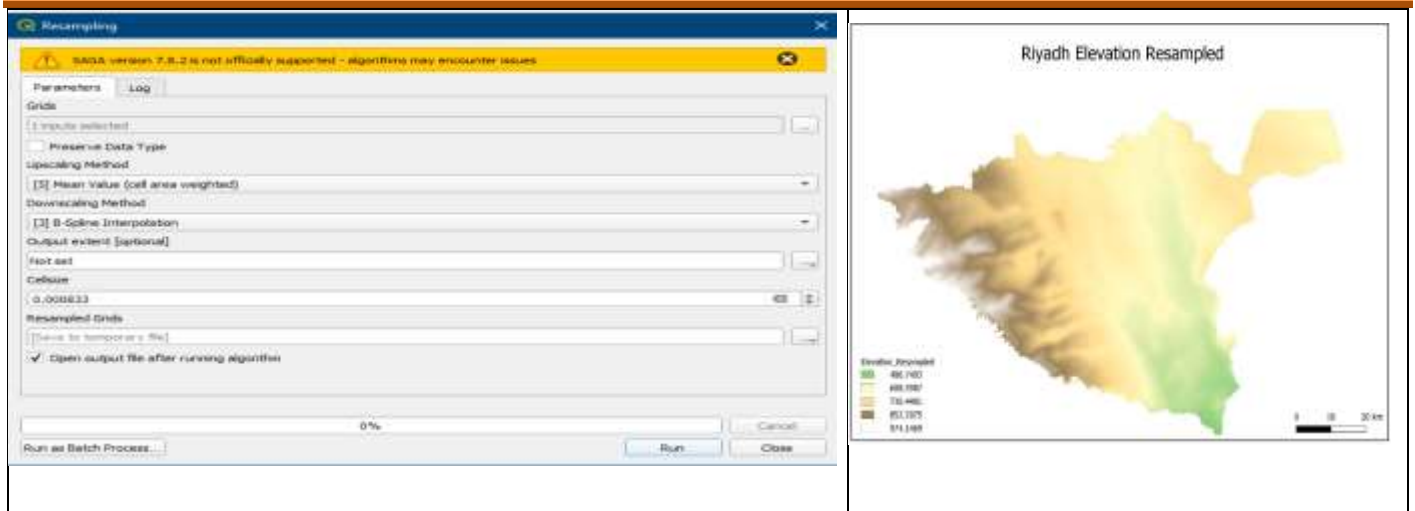 Resampling
SAGA version 7.8.2 is not officially supported - algorithm may encounter issues
Parameters Log
Grids
1 inputs selected
Preserve Data Type
Upscaling Method
[5] Mean Value (cell area weighted)
Downscaling Method
[3] B-Spline Interpolation
Output extent [optional]
Not set
Cellsize
0.000833
Resampled Grids
[Save to temporary file]
Open output file after running algorithm
0%
Cancel
Run as Batch Process...
Run
Close
Riyadh Elevation Resampled
Elevation_Resampled
0 10 20 km